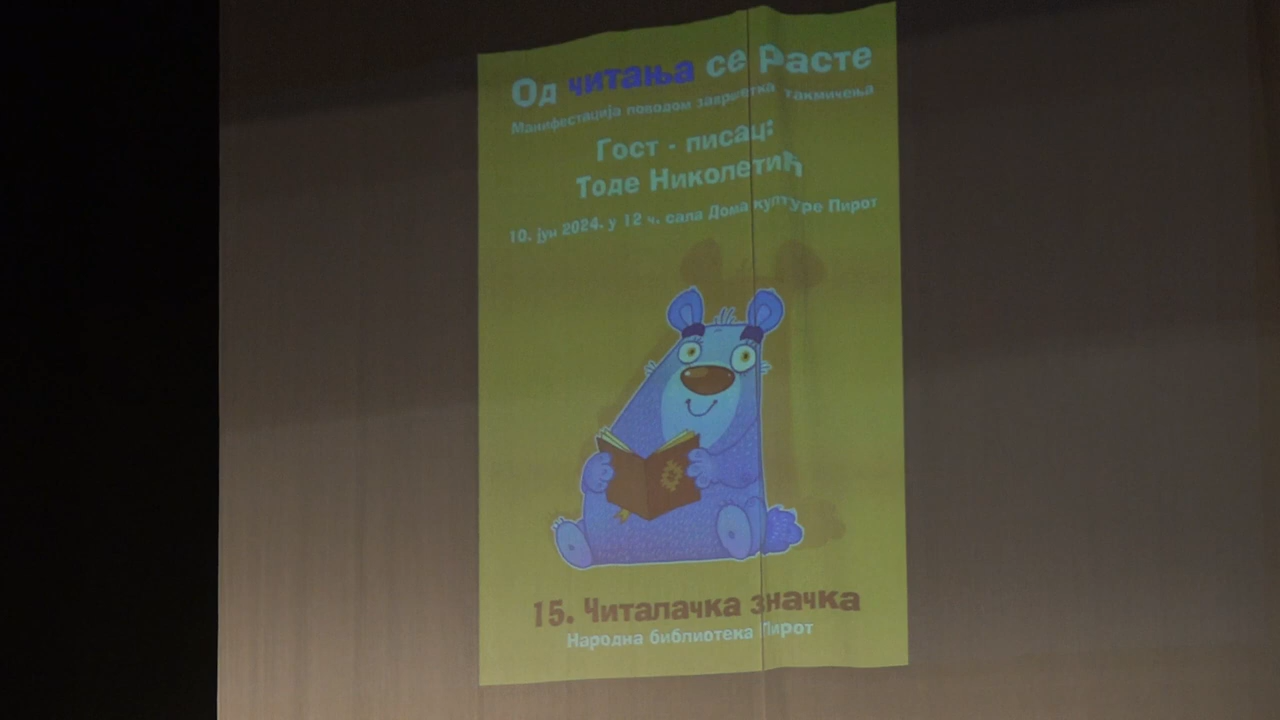 Од читања се расте
Манифестација поводом завршетка такмичења
Гост - писац:
Тоде Николетић
10. јун 2024. у 12 ч. сала Дома културе Пирот
15. Читалачка значка
Народна библиотека Пирот